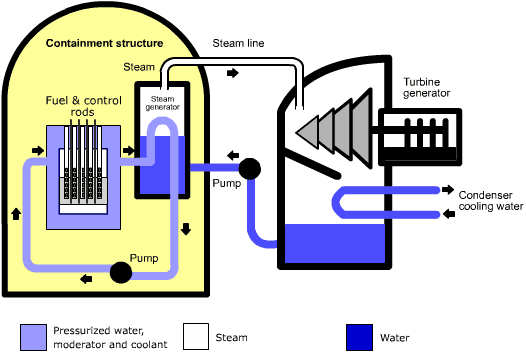 Containment structure
Steam line
Steam
Turbine
generator
Fuel & control
rods
Steam
generator
Pump
Condenser
cooling water
Pump
Pressurized water,
moderator and coolant
Steam
Water